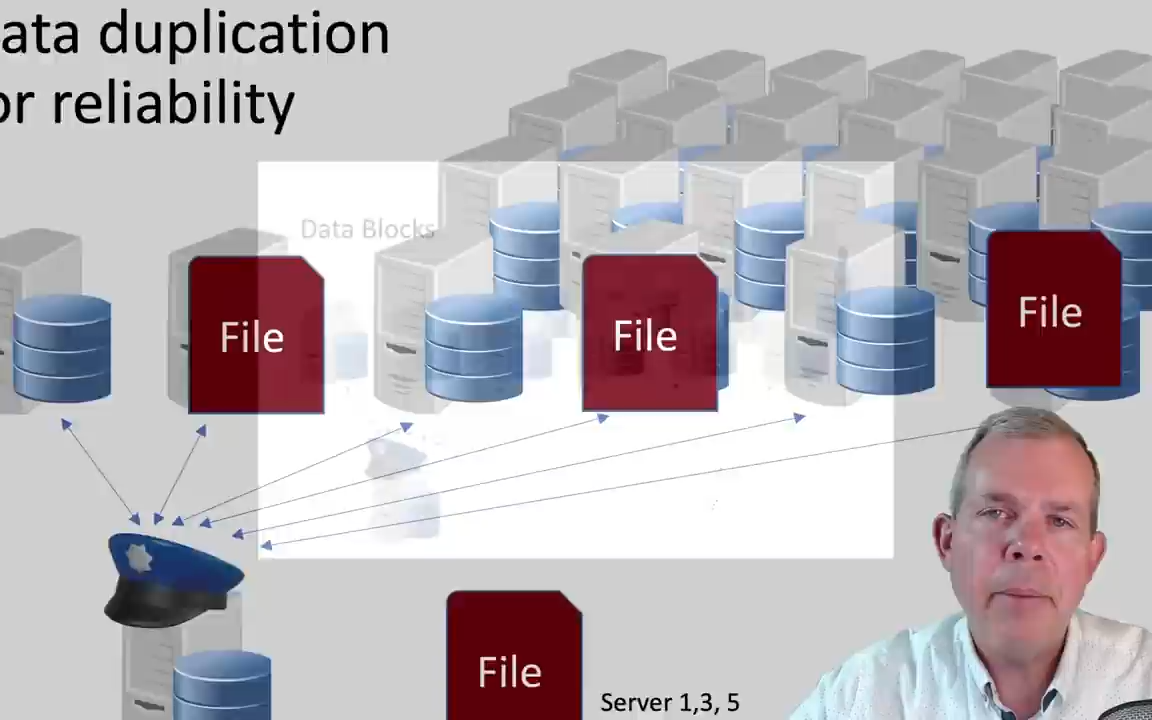 ata duplication
or reliability
Data Blocks
File
File
File
File
Server 1,3, 5